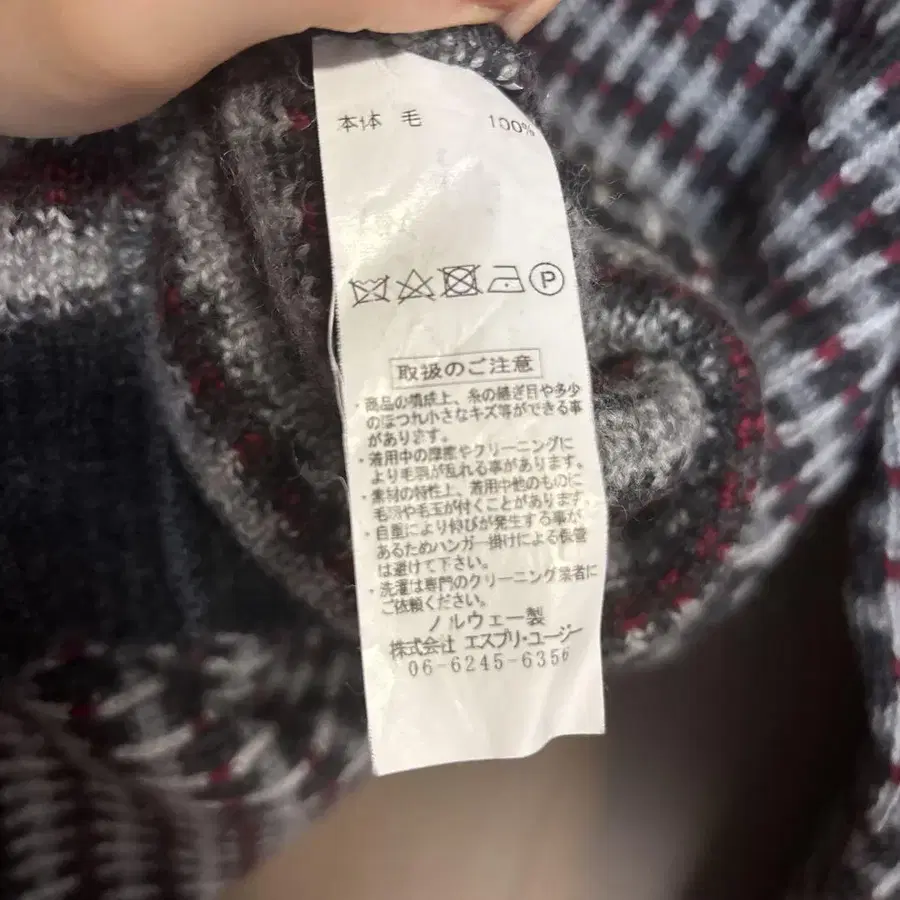 本体 毛 100%
取扱のご注意
・商品の構成上、糸の継ぎ目や多少
のほつれ小さなキズ等ができる事
があります。
・着用中の摩擦やクリーニングに
より毛羽が乱れる事があります。
・素材の特性上、着用中他のものに
毛羽や毛玉が付くことがあります
・自重により伸びが発生する事が
あるためハンガー掛けによる保管
は避けて下さい。
・洗濯は専門のクリーニング業者に
ご依頼ください。
ノルウェー製
株式会社 エスプリ・ユージー
06-6245-6356